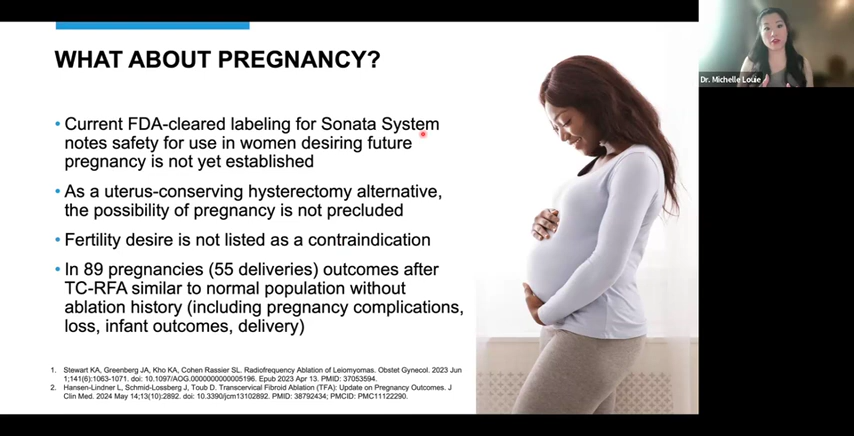 WHAT ABOUT PREGNANCY?
• Current FDA-cleared labeling for Sonata System
notes safety for use in women desiring future
pregnancy is not yet established
• As a uterus-conserving hysterectomy alternative,
the possibility of pregnancy is not precluded
• Fertility desire is not listed as a contraindication
• In 89 pregnancies (55 deliveries) outcomes after
TC-RFA similar to normal population without
ablation history (including pregnancy complications,
loss, infant outcomes, delivery)
1. Stewart KA, Greenberg JA, Kho KA, Cohen Rassier SL. Radiofrequency Ablation of Leiomyomas. Obstet Gynecol. 2023 Jun
1;141(6):1063-1071. doi: 10.1097/AOG.0000000000005196. Epub 2023 Apr 13. PMID: 37053594.
2. Hansen-Lindner L, Schmid-Lossberg J, Toub D. Transcervical Fibroid Ablation (TFA): Update on Pregnancy Outcomes. J
Clin Med. 2024 May 14;13(10):2892. doi: 10.3390/jcm13102892. PMID: 38792434; PMCID: PMC11122290.
Dr. Michelle Louie